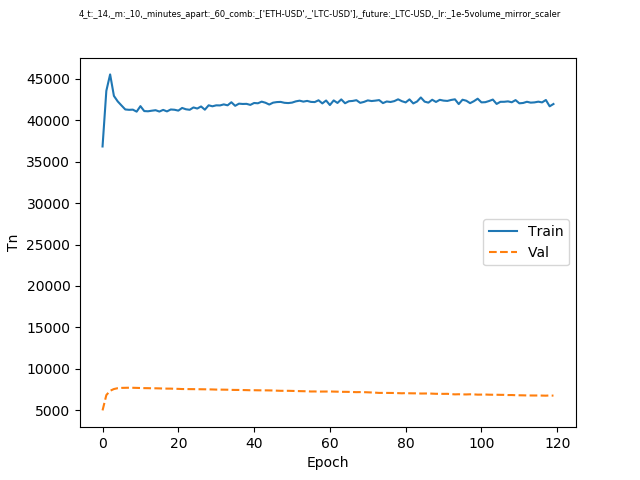 4_t:_14,_m:_10,_minutes_apart:_60_comb:_['ETH-USD',_'LTC-USD'],_future:_LTC-USD,_lr:_1e-5volume_mirror_scaler
45000
40000
35000
30000
25000
20000
15000
10000
5000
Tn
Train
Val
0 20 40 60 80 100 120
Epoch